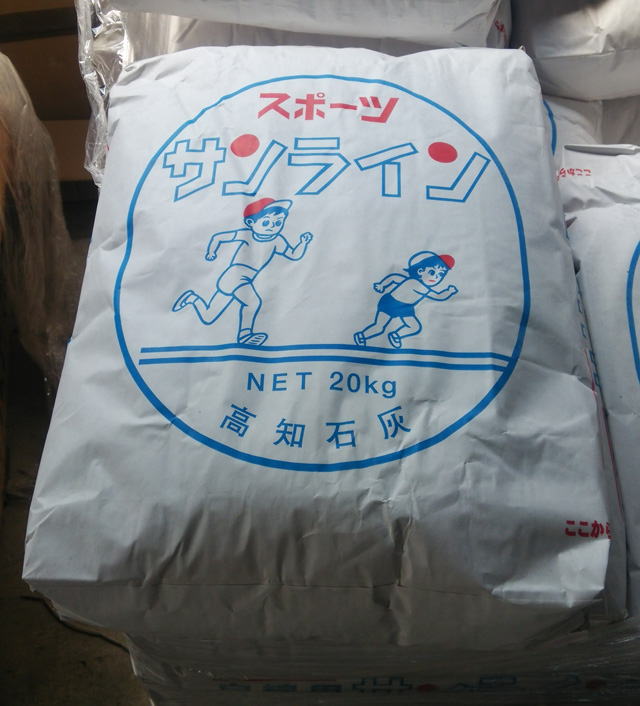 スポーツ
サンライン
NET 20kg
高知石灰
ここから